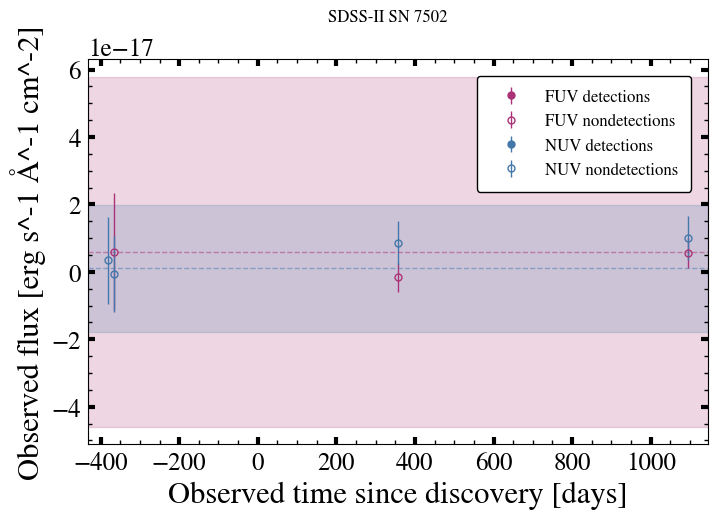 SDSS-II SN 7502
1e−17
6
4
2
0
−2
−4
Observed flux [erg s^-1 Å^-1 cm^-2]
FUV detections
FUV nondetections
NUV detections
NUV nondetections
−400 −200 0 200 400 600 800 1000
Observed time since discovery [days]